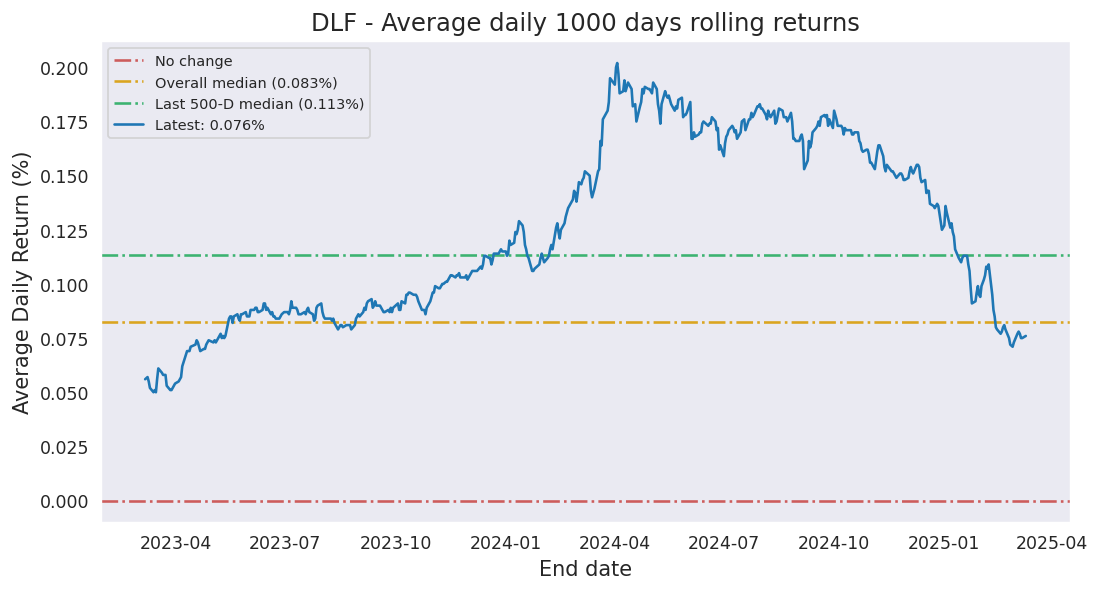 DLF - Average daily 1000 days rolling returns
No change
Overall median (0.083%)
Last 500-D median (0.113%)
Latest: 0.076%
Average Daily Return (%)
0.200
0.175
0.150
0.125
0.100
0.075
0.050
0.025
0.000
2023-04 2023-07 2023-10 2024-01 2024-04 2024-07 2024-10 2025-01 2025-04
End date